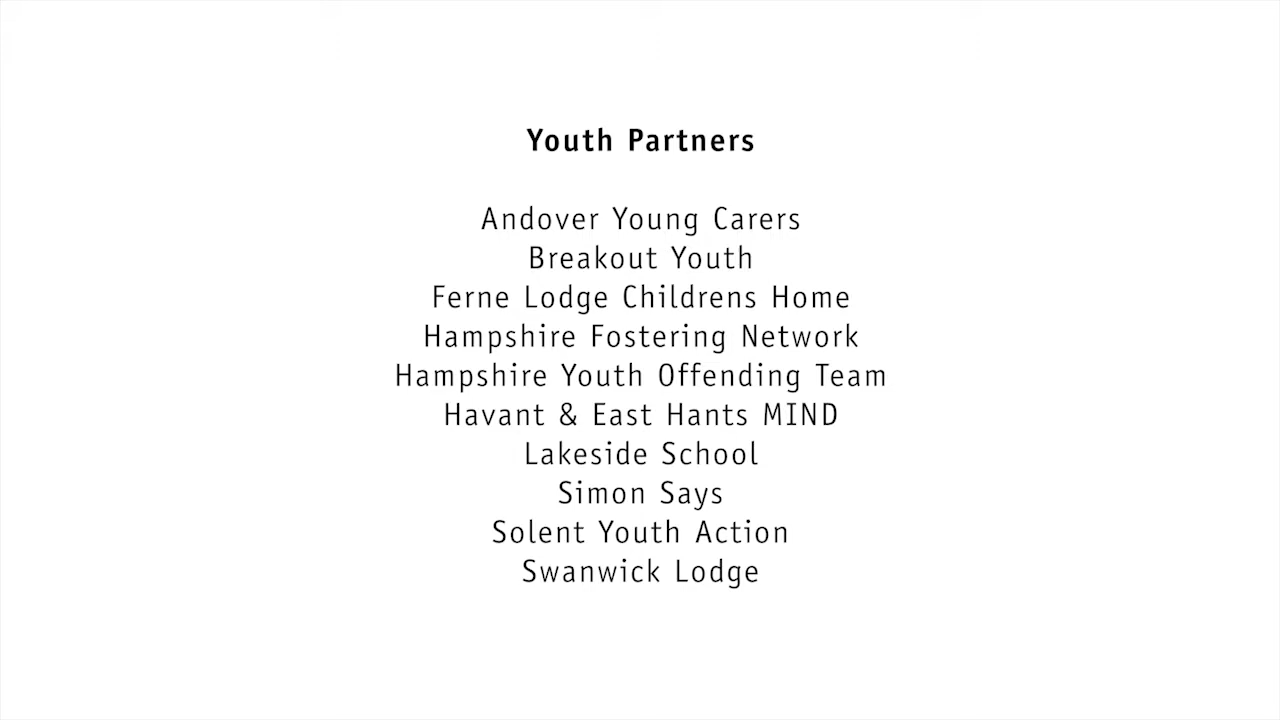 Youth Partners
Andover Young Carers
Breakout Youth
Ferne Lodge Childrens Home
Hampshire Fostering Network
Hampshire Youth Offending Team
Havant & East Hants MIND
Lakeside School
Simon Says
Solent Youth Action
Swanwick Lodge